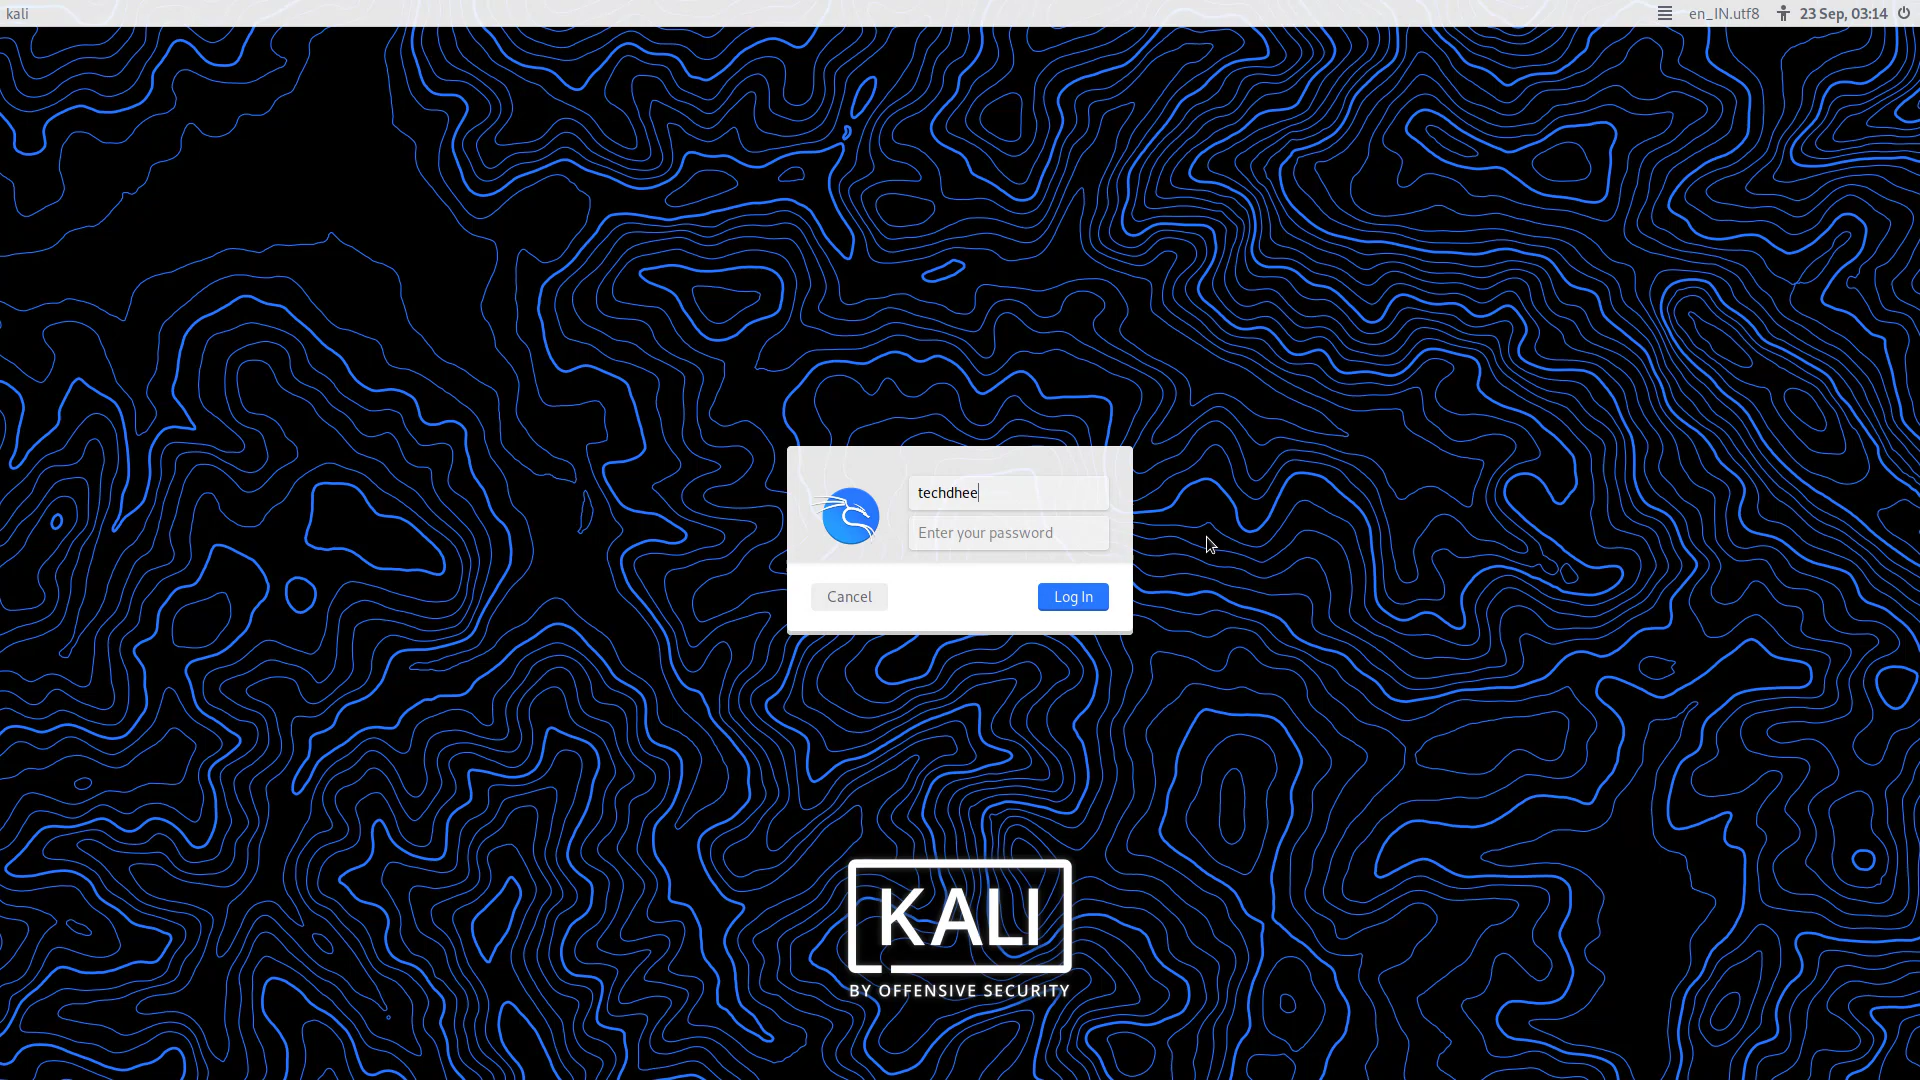 kali
en_IN.utf8
23 Sep, 03:14
techdhee
Enter your password
Cancel
Log In
KALI
BY OFFENSIVE SECURITY